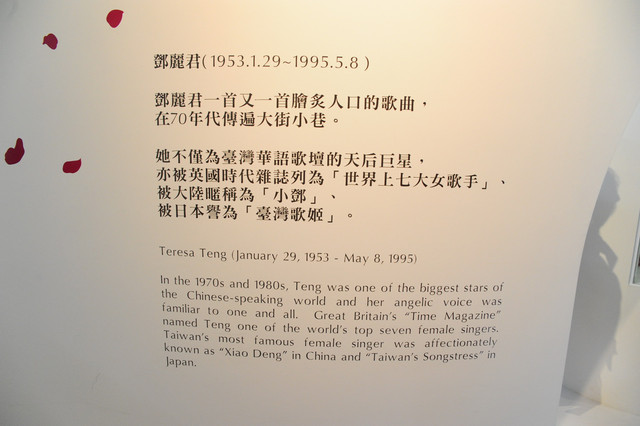 鄧麗君(1953.1.29~1995.5.8 )
鄧麗君一首又一首膾炙人口的歌曲，
在70年代傳遍大街小巷。
她不僅為臺灣華語歌壇的天后巨星，
亦被英國時代雜誌列為「世界上七大女歌手」、
被大陸暱稱為「小鄧」、
被日本譽為「臺灣歌姬」。
Teresa Teng (January 29, 1953 - May 8, 1995)
In the 1970s and 1980s, Teng was one of the biggest stars of
the Chinese-speaking world and her angelic voice was
familiar to one and all. Great Britain's "Time Magazine"
named Teng one of the world's top seven female singers.
Taiwan's most famous female singer was affectionately
known as "Xiao Deng" in China and "Taiwan's Songstress" in
Japan.